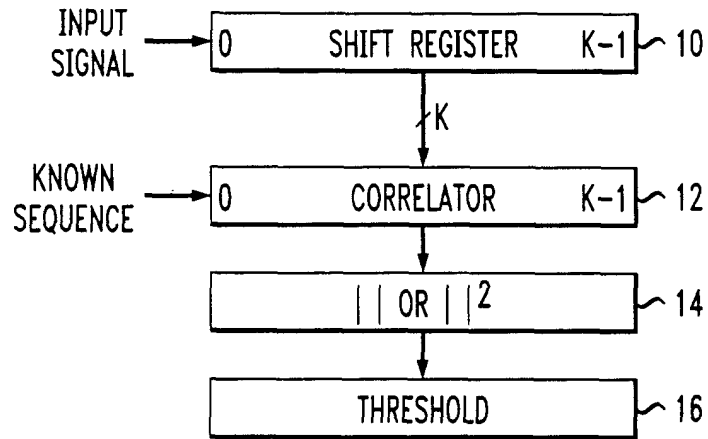 INPUT SIGNAL
0 SHIFT REGISTER K-1 10
K
KNOWN SEQUENCE
0 CORRELATOR K-1 12
| | OR | |² 14
THRESHOLD 16